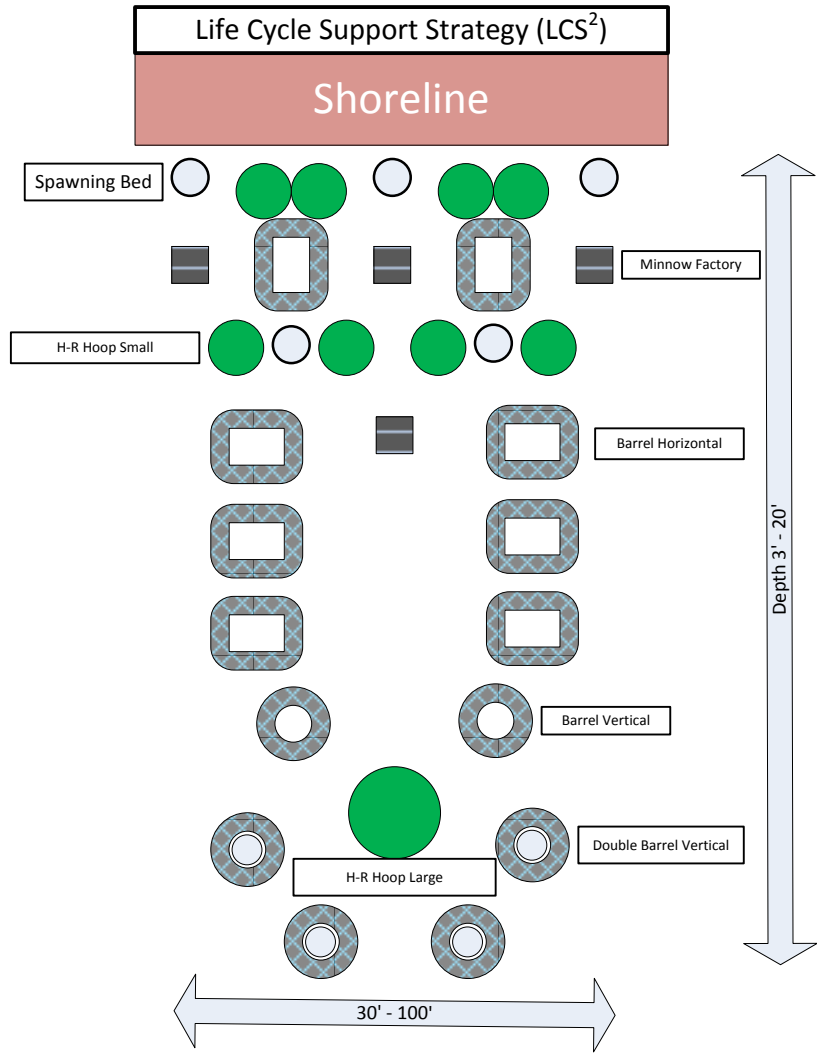 Life Cycle Support Strategy (LCS²)
Shoreline
Spawning Bed
Minnow Factory
H-R Hoop Small
Barrel Horizontal
Depth 3' - 20'
Barrel Vertical
Double Barrel Vertical
H-R Hoop Large
30' - 100'